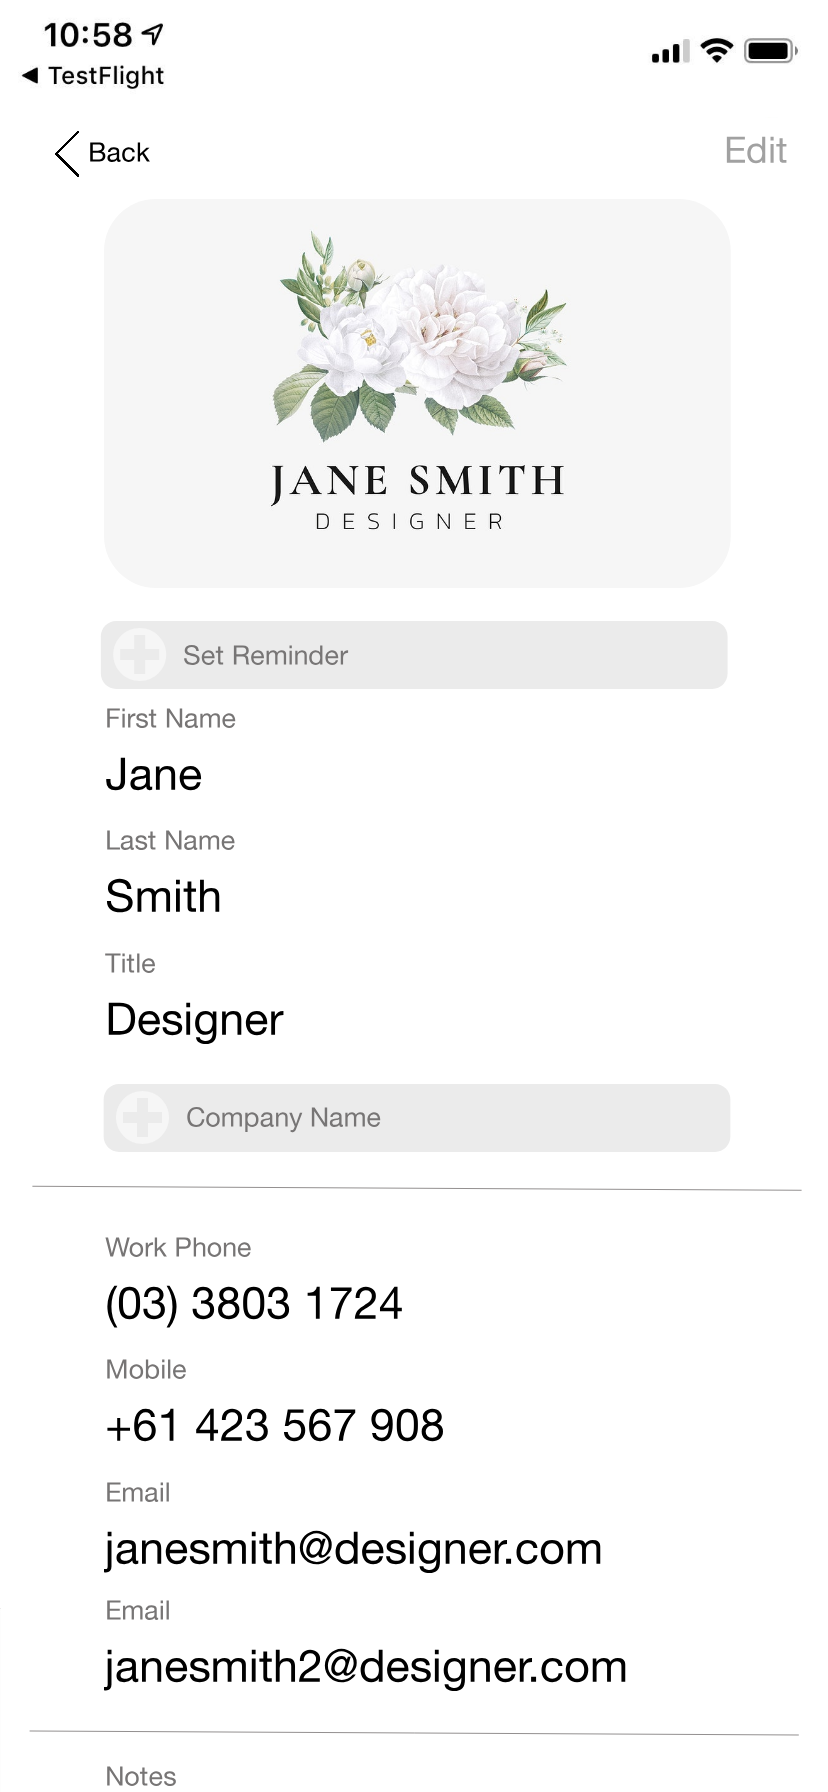 10:58
TestFlight
Back
Edit
JANE SMITH
DESIGNER
Set Reminder
First Name
Jane
Last Name
Smith
Title
Designer
Company Name
Work Phone
(03) 3803 1724
Mobile
+61 423 567 908
Email
janesmith@designer.com
Email
janesmith2@designer.com
Notes